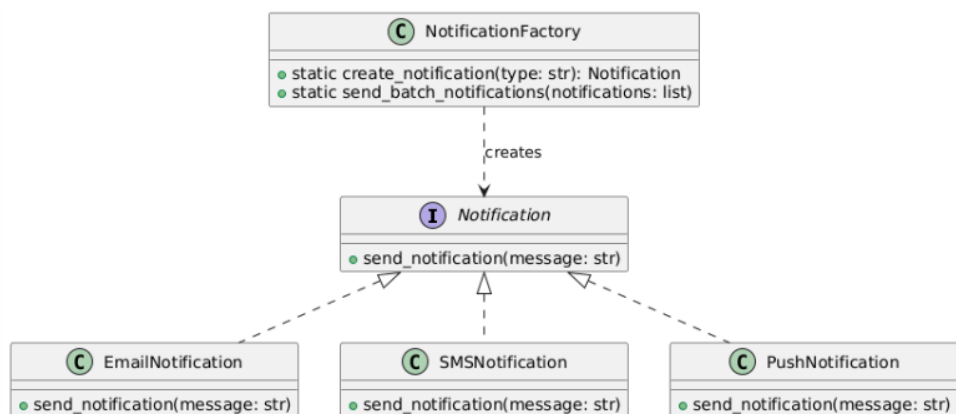 C NotificationFactory
static create_notification(type: str): Notification
static send_batch_notifications(notifications: list)
creates
I Notification
send_notification(message: str)
C EmailNotification
send_notification(message: str)
C SMSNotification
send_notification(message: str)
C PushNotification
send_notification(message: str)